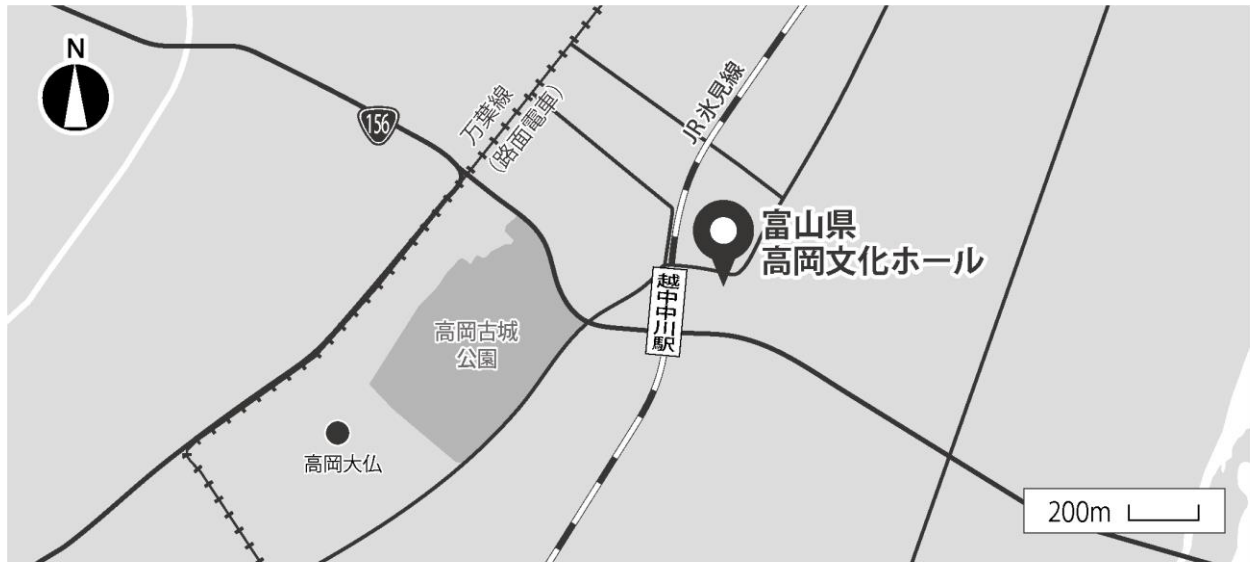 N
156
万葉線
（路面電車）
JR氷見線
富山県
高岡文化ホール
越中中川駅
高岡古城
公園
高岡大仏
200m